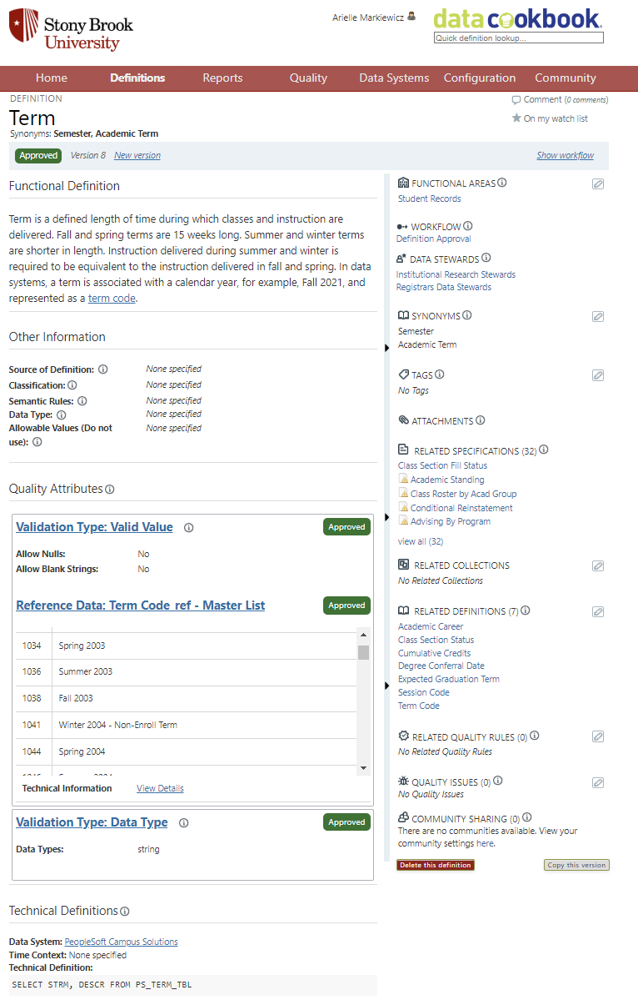 Stony Brook
University
Arielle Markiewicz
data cookbook
Quick definition lookup...
Home Definitions Reports Quality Data Systems Configuration Community
DEFINITION
Comment (0 comments)
Term
On my watch list
Synonyms: Semester, Academic Term
Approved Version 8 New version Show workflow
Functional Definition
Term is a defined length of time during which classes and instruction are
delivered. Fall and spring terms are 15 weeks long. Summer and winter terms
are shorter in length. Instruction delivered during summer and winter is
required to be equivalent to the instruction delivered in fall and spring. In data
systems, a term is associated with a calendar year, for example, Fall 2021, and
represented as a term code.
Other Information
Source of Definition: None specified
Classification: None specified
Semantic Rules: None specified
Data Type: None specified
Allowable Values (Do not None specified
use):
Quality Attributes
Validation Type: Valid Value Approved
Allow Nulls: No
Allow Blank Strings: No
Reference Data: Term Code_ref - Master List Approved
1034 Spring 2003
1036 Summer 2003
1038 Fall 2003
1041 Winter 2004 - Non-Enroll Term
1044 Spring 2004
Technical Information View Details
Validation Type: Data Type Approved
Data Types: string
Technical Definitions
Data System: PeopleSoft Campus Solutions
Time Context: None specified
Technical Definition:
SELECT STRM, DESCR FROM PS_TERM_TBL
FUNCTIONAL AREAS
Student Records
WORKFLOW
Definition Approval
DATA STEWARDS
Institutional Research Stewards
Registrars Data Stewards
SYNONYMS
Semester
Academic Term
TAGS
No Tags
ATTACHMENTS
RELATED SPECIFICATIONS (32)
Class Section Fill Status
Academic Standing
Class Roster by Acad Group
Conditional Reinstatement
Advising By Program
view all (32)
RELATED COLLECTIONS
No Related Collections
RELATED DEFINITIONS (7)
Academic Career
Class Section Status
Cumulative Credits
Degree Conferral Date
Expected Graduation Term
Session Code
Term Code
RELATED QUALITY RULES (0)
No Related Quality Rules
QUALITY ISSUES (0)
No Quality Issues
COMMUNITY SHARING (0)
There are no communities available. View your
community settings here.
Delete this definition Copy this version